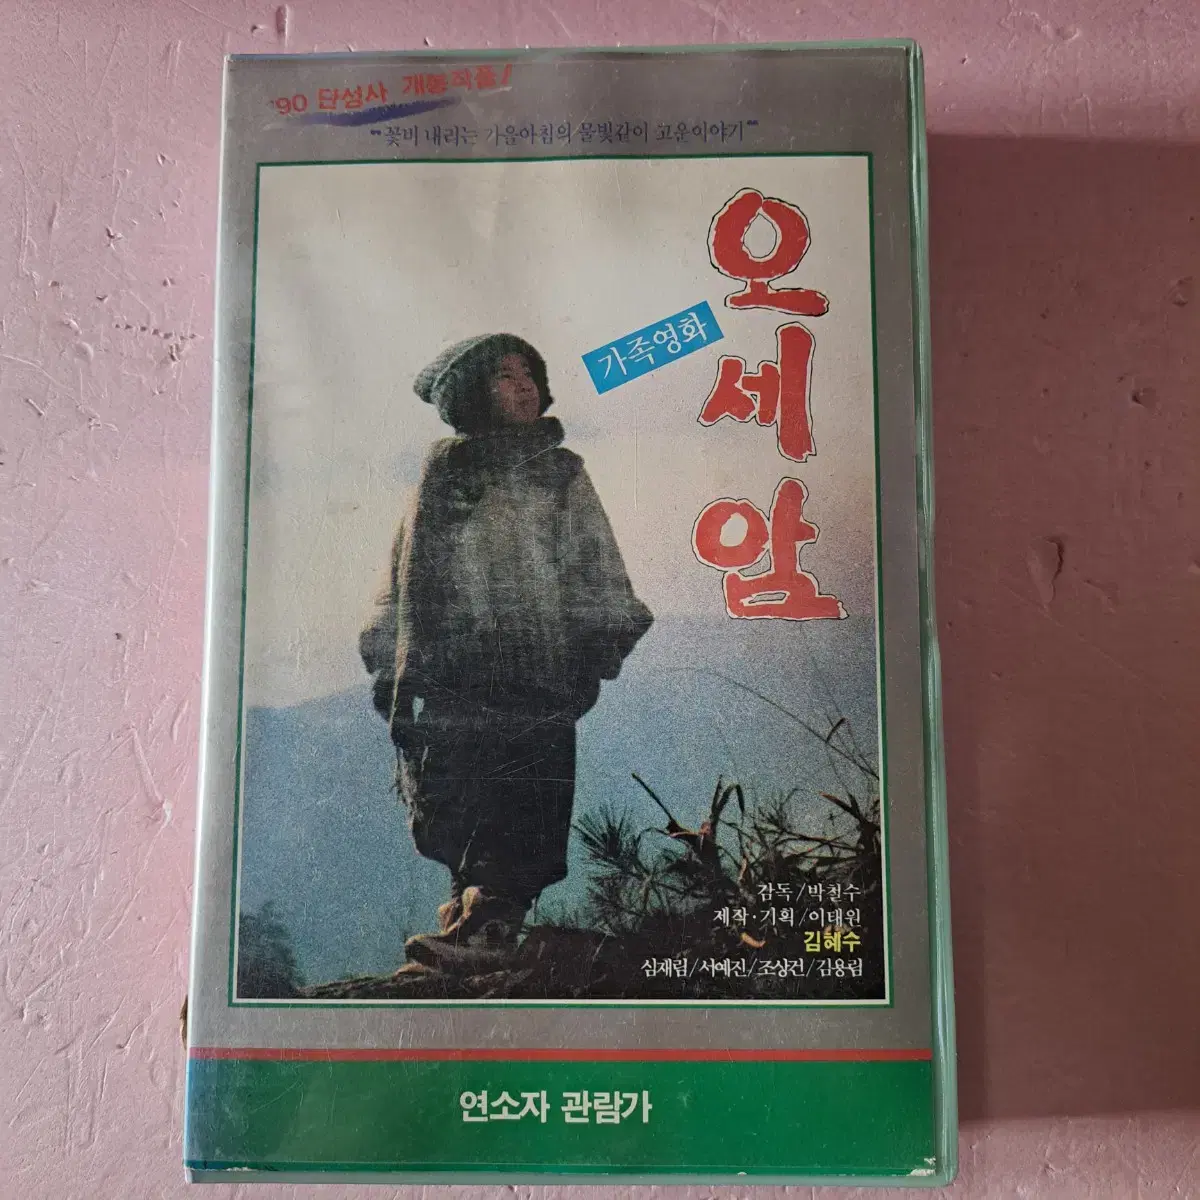 '90 단성사 개봉작품!
"꽃비 내리는 가을아침의 물빛같이 고운이야기"
가족영화
오세암
감독/박철수
제작·기획/이태원
김혜수
심재림/서예진/조상건/김용림
연소자 관람가